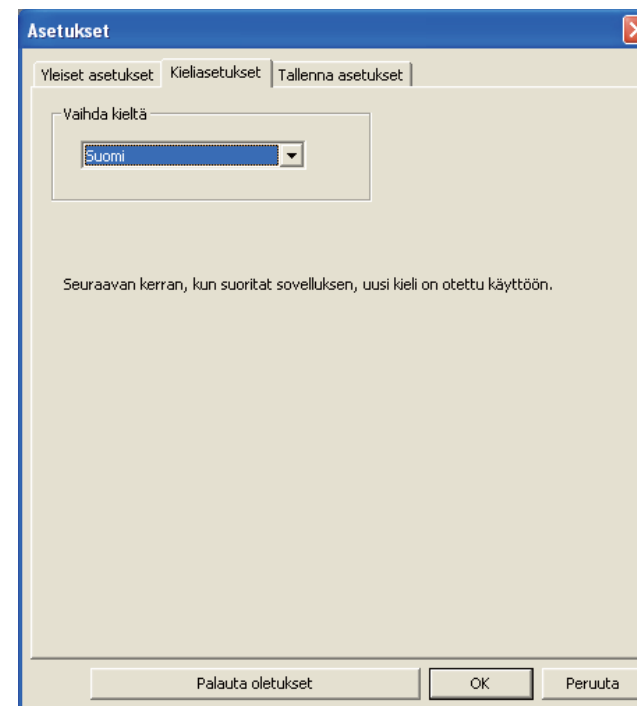 Asetukset
Yleiset asetukset Kieliasetukset Tallenna asetukset
Vaihda kieltä
Suomi
Seuraavan kerran, kun suoritat sovelluksen, uusi kieli on otettu käyttöön.
Palauta oletukset OK Peruuta